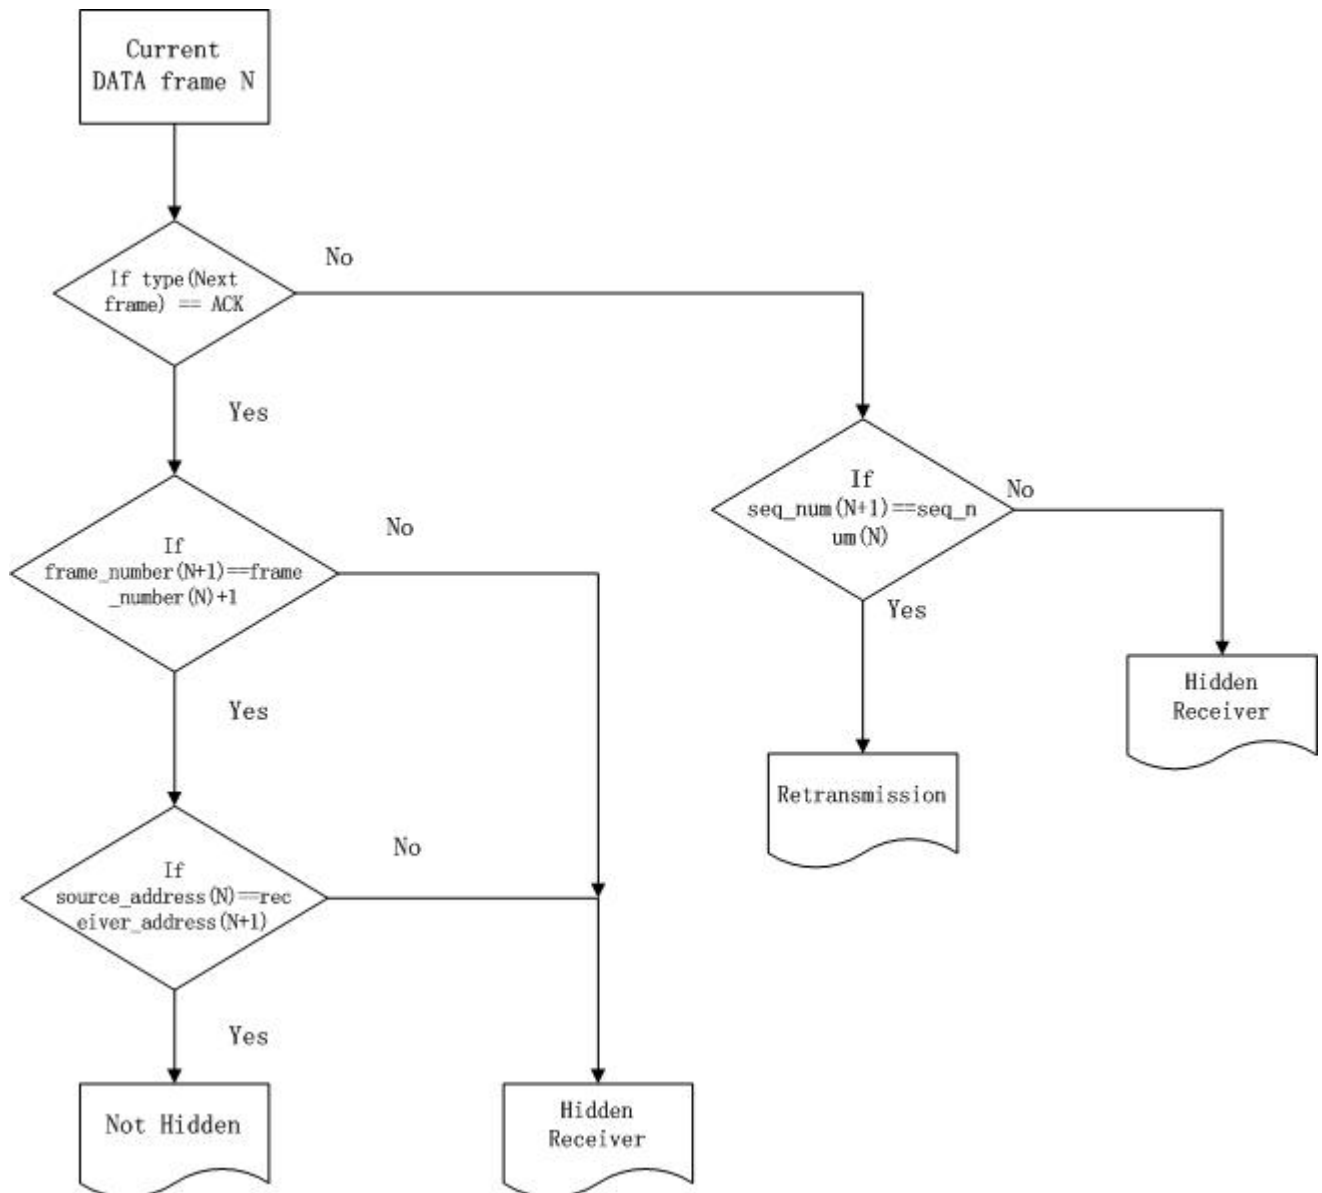 Current
DATA frame N
If type(Next
frame) == ACK
No
Yes
If
seq_num(N+1)==seq_n
um(N)
No
Yes
If
frame_number(N+1)==frame
_number(N)+1
No
Yes
Hidden
Receiver
Retransmission
If
source_address(N)==rec
eiver_address(N+1)
No
Yes
Not Hidden
Hidden
Receiver